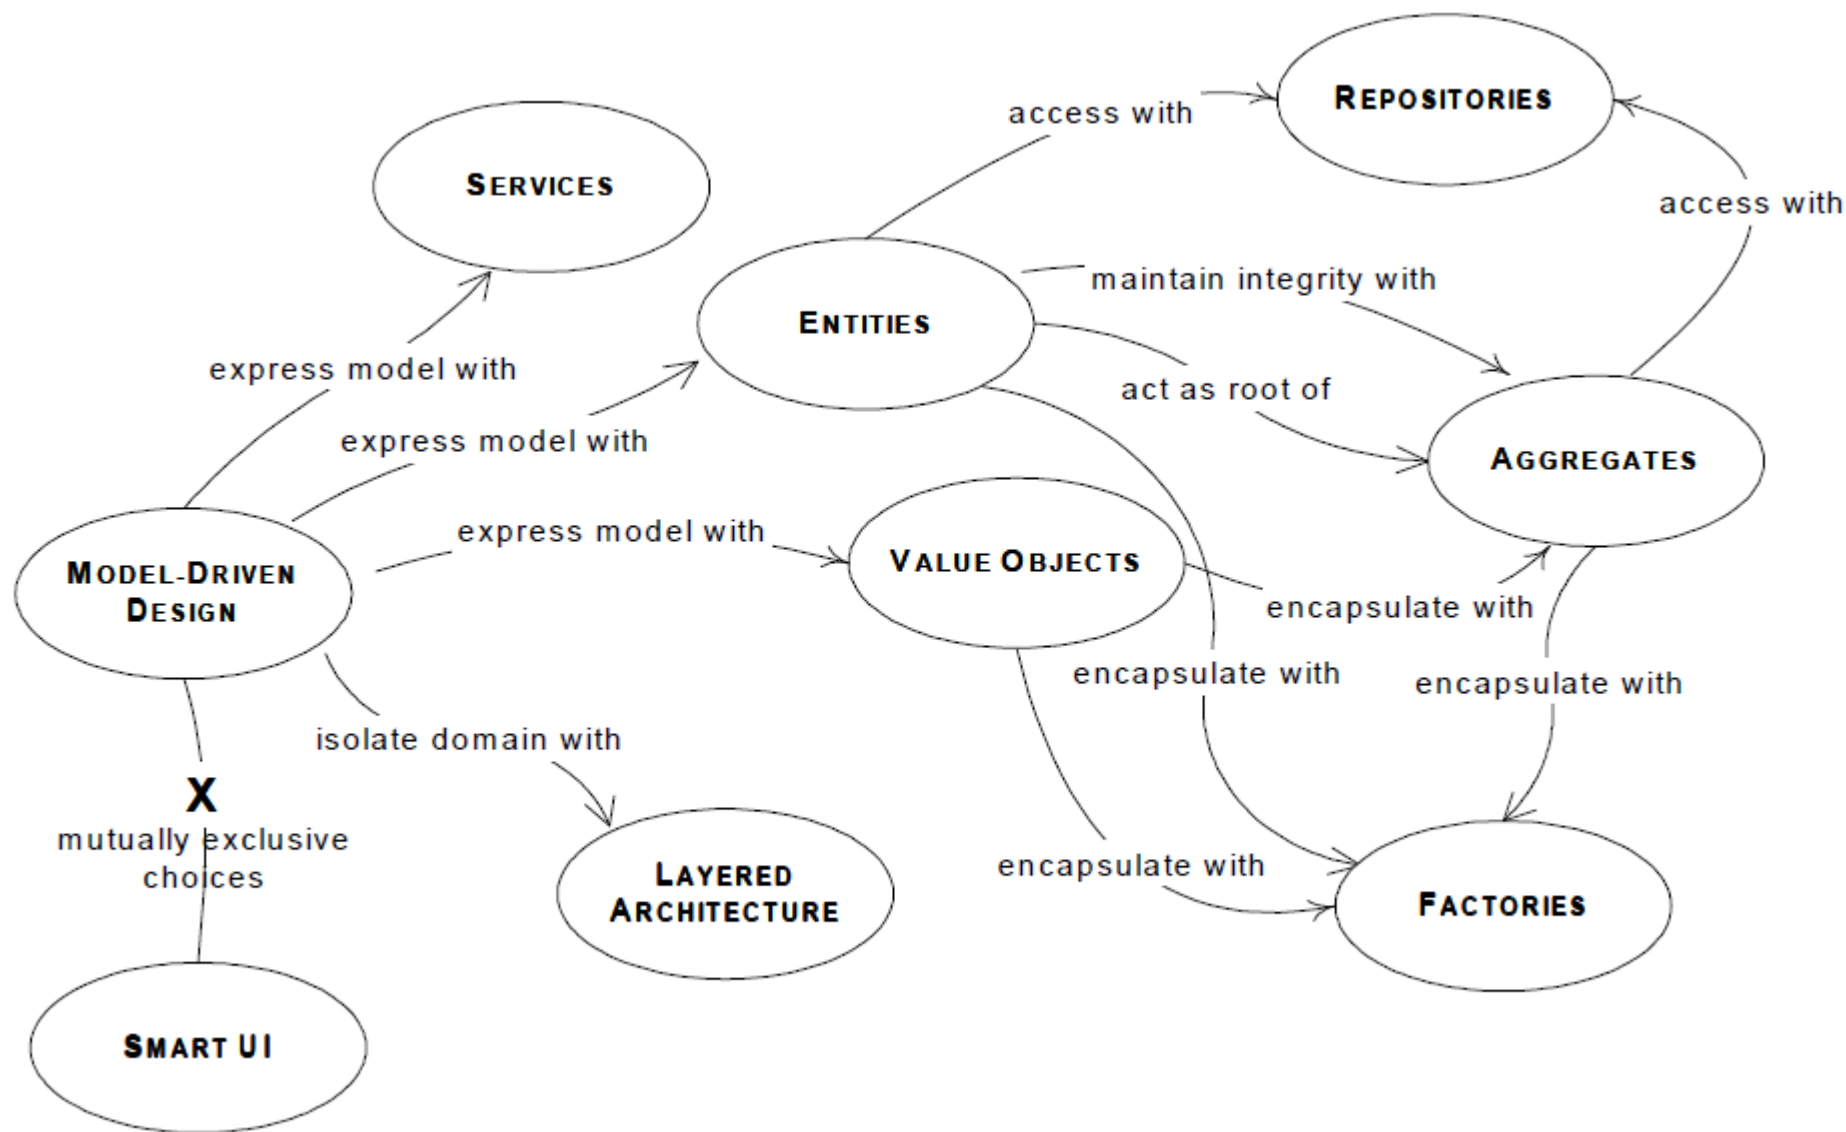 REPOSITORIES
access with
SERVICES
access with
maintain integrity with
ENTITIES
express model with
act as root of
express model with
AGGREGATES
express model with
VALUE OBJECTS
MODEL-DRIVEN
DESIGN
encapsulate with
encapsulate with
encapsulate with
isolate domain with
X
mutually exclusive
choices
encapsulate with
LAYERED
ARCHITECTURE
FACTORIES
SMART UI